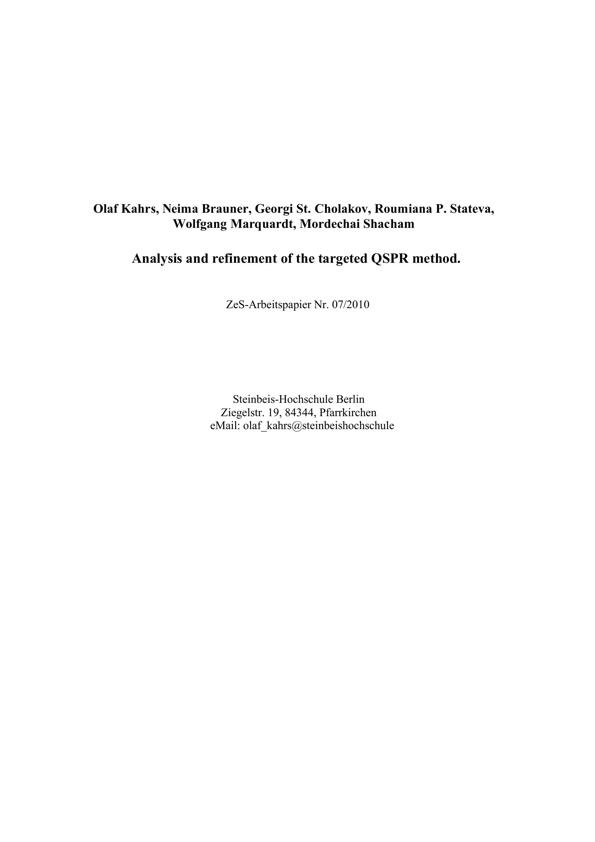 Olaf Kahrs, Neima Brauner, Georgi St. Cholakov, Roumiana P. Stateva,
Wolfgang Marquardt, Mordechai Shacham
Analysis and refinement of the targeted QSPR method.
ZeS-Arbeitspapier Nr. 07/2010
Steinbeis-Hochschule Berlin
Ziegelstr. 19, 84344, Pfarrkirchen
eMail: olaf_kahrs@steinbeishochschule